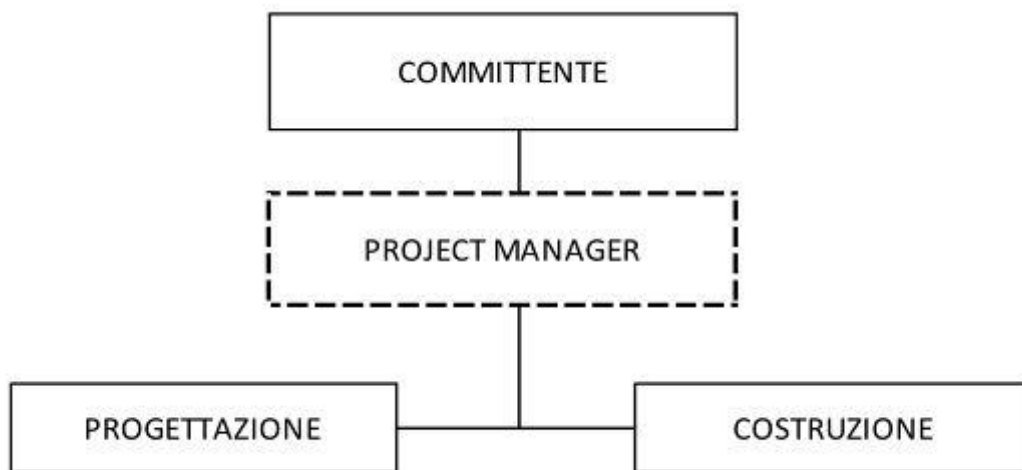 COMMITTENTE
PROJECT MANAGER
PROGETTAZIONE
COSTRUZIONE